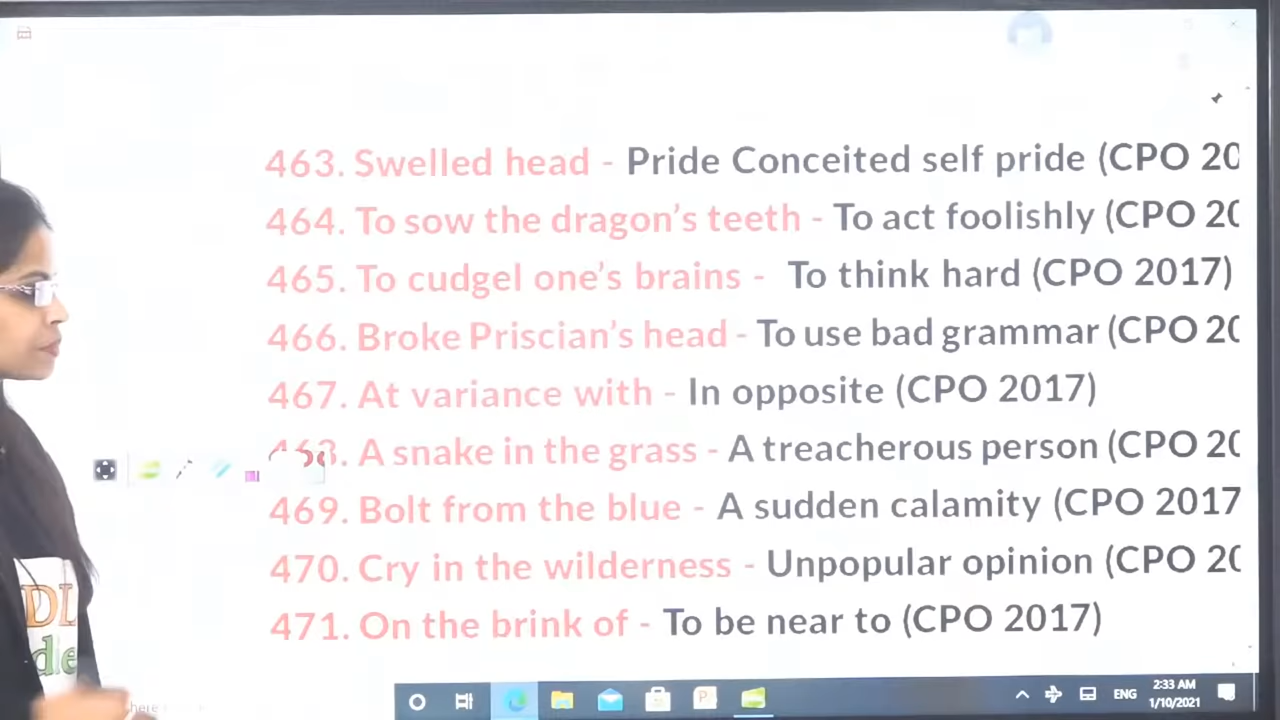 463. Swelled head - Pride Conceited self pride (CPO 20
464. To sow the dragon's teeth - To act foolishly (CPO 20
465. To cudgel one's brains - To think hard (CPO 2017)
466. Broke Priscian's head - To use bad grammar (CPO 20
467. At variance with - In opposite (CPO 2017)
468. A snake in the grass - A treacherous person (CPO 20
469. Bolt from the blue - A sudden calamity (CPO 2017
470. Cry in the wilderness - Unpopular opinion (CPO 20
471. On the brink of - To be near to (CPO 2017)
DL
de
here
ENG
2:33 AM
1/10/2021